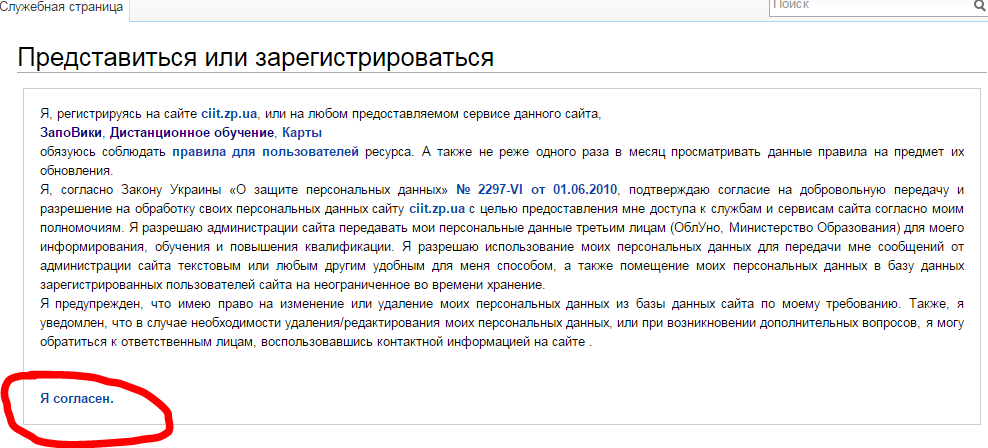 Служебная страница
Поиск
Представиться или зарегистрироваться
Я, регистрируясь на сайте ciit.zp.ua, или на любом предоставляемом сервисе данного сайта,
ЗапоВики, Дистанционное обучение, Карты
обязуюсь соблюдать правила для пользователей ресурса. А также не реже одного раза в месяц просматривать данные правила на предмет их
обновления.
Я, согласно Закону Украины «О защите персональных данных» № 2297-VI от 01.06.2010, подтверждаю согласие на добровольную передачу и
разрешение на обработку своих персональных данных сайту ciit.zp.ua с целью предоставления мне доступа к службам и сервисам сайта согласно моим
полномочиям. Я разрешаю администрации сайта передавать мои персональные данные третьим лицам (ОблУно, Министерство Образования) для моего
информирования, обучения и повышения квалификации. Я разрешаю использование моих персональных данных для передачи мне сообщений от
администрации сайта текстовым или любым другим удобным для меня способом, а также помещение моих персональных данных в базу данных
зарегистрированных пользователей сайта на неограниченное во времени хранение.
Я предупрежден, что имею право на изменение или удаление моих персональных данных из базы данных сайта по моему требованию. Также, я
уведомлен, что в случае необходимости удаления/редактирования моих персональных данных, или при возникновении дополнительных вопросов, я могу
обратиться к ответственным лицам, воспользовавшись контактной информацией на сайте .
Я согласен.